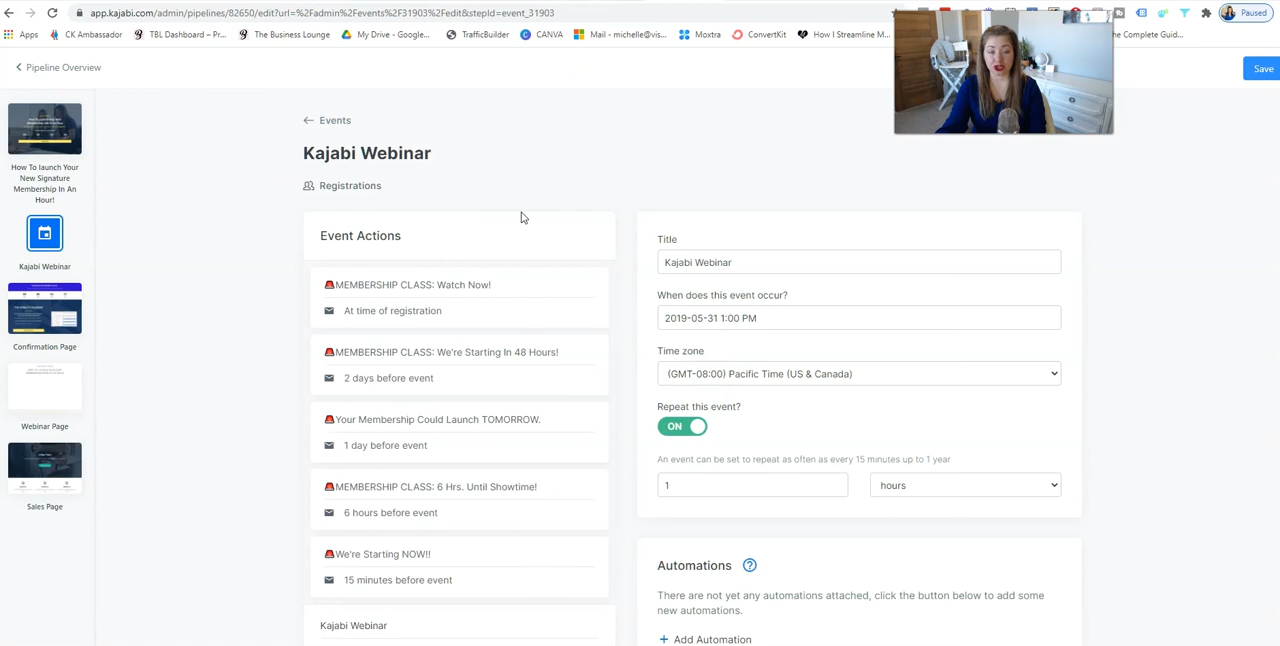 app.kajabi.com/admin/pipelines/82650/edit?url=%2Fadmin%2Fevents%2F31903%2Fedit&stepId=event_31903
Paused
Apps
CK Ambassador
TBL Dashboard – Pr...
The Business Lounge
My Drive - Google...
TrafficBuilder
CANVA
Mail - michelle@vis...
Moxtra
ConvertKit
How I Streamline M...
he Complete Guid...
Pipeline Overview
Save
How To launch Your
New Signature
Membership In An
Hour!
Kajabi Webinar
Confirmation Page
Webinar Page
Sales Page
← Events
Kajabi Webinar
Registrations
Event Actions
🚨MEMBERSHIP CLASS: Watch Now!
At time of registration
🚨MEMBERSHIP CLASS: We're Starting In 48 Hours!
2 days before event
🚨Your Membership Could Launch TOMORROW.
1 day before event
🚨MEMBERSHIP CLASS: 6 Hrs. Until Showtime!
6 hours before event
🚨We're Starting NOW!!
15 minutes before event
Kajabi Webinar
Title
Kajabi Webinar
When does this event occur?
2019-05-31 1:00 PM
Time zone
(GMT-08:00) Pacific Time (US & Canada)
Repeat this event?
ON
An event can be set to repeat as often as every 15 minutes up to 1 year
1
hours
Automations ?
There are not yet any automations attached, click the button below to add some
new automations.
+ Add Automation